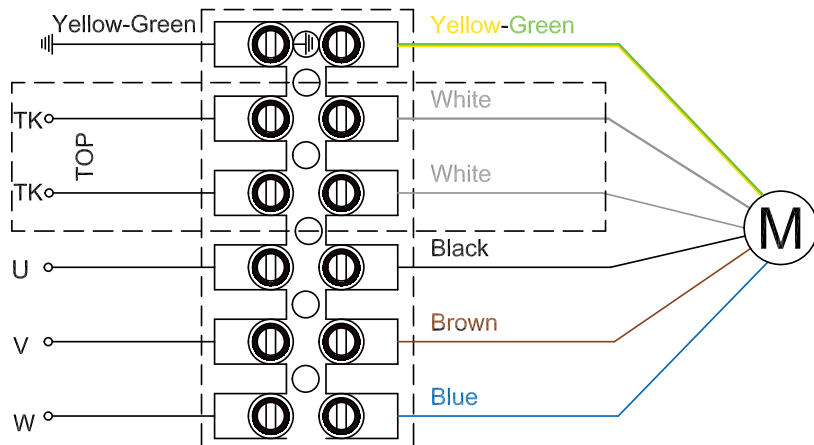 Yellow-Green Yellow-Green
TK White
TOP
TK White
U Black
V Brown
W Blue
M